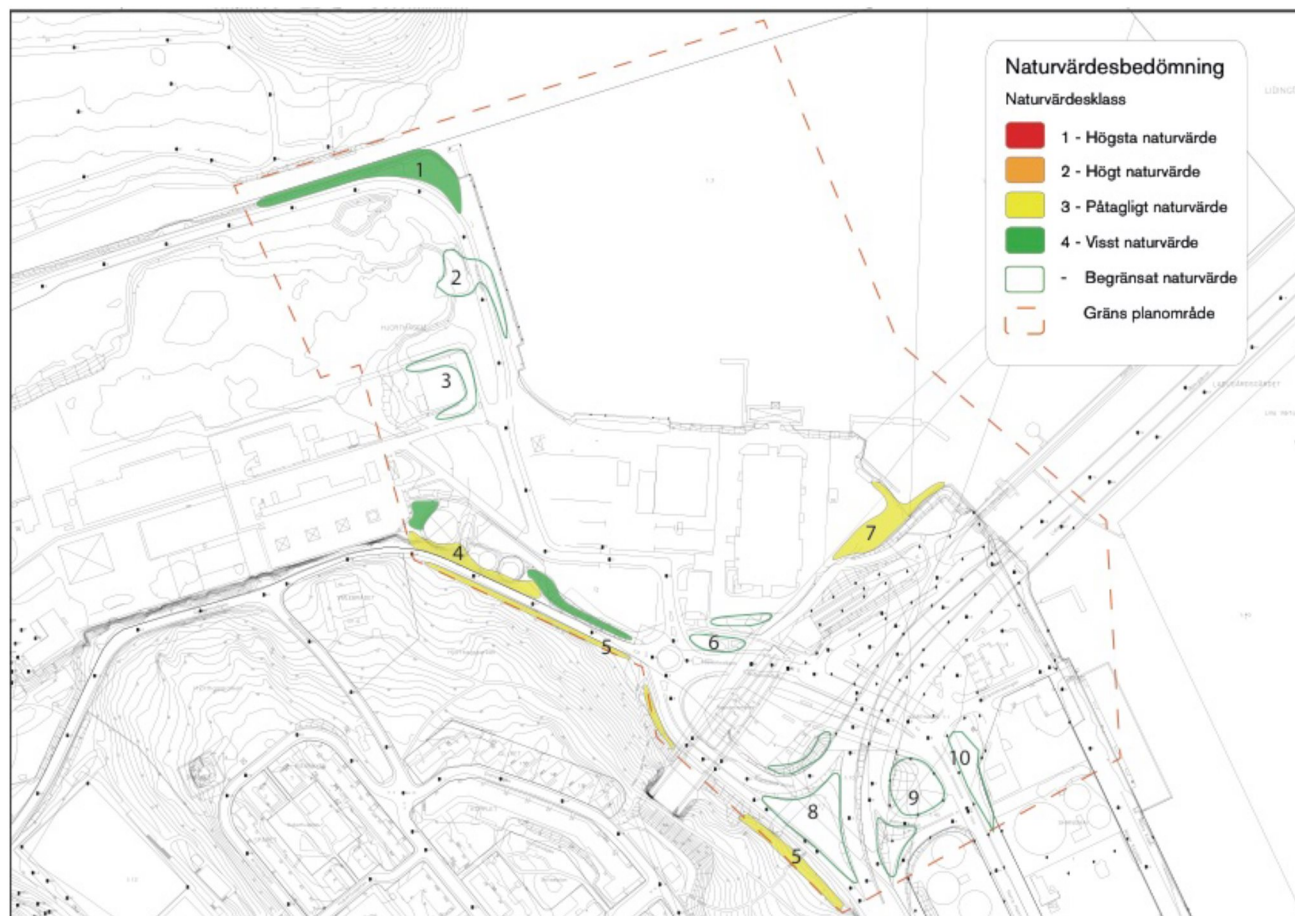 Naturvärdesbedömning
Naturvärdesklass
1 - Högsta naturvärde
2 - Högt naturvärde
3 - Påtagligt naturvärde
4 - Visst naturvärde
- Begränsat naturvärde
Gräns planområde
1
2
3
4
5
7
6
10
9
8
5